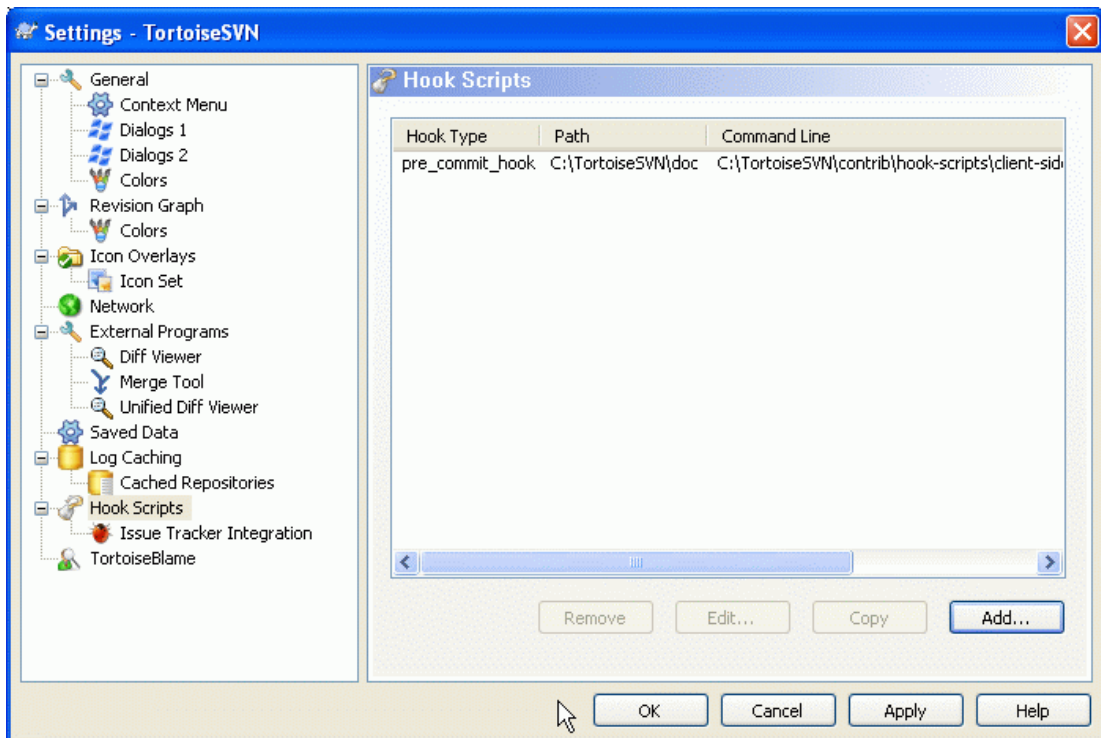 Settings - TortoiseSVN
General
Context Menu
Dialogs 1
Dialogs 2
Colors
Revision Graph
Colors
Icon Overlays
Icon Set
Network
External Programs
Diff Viewer
Merge Tool
Unified Diff Viewer
Saved Data
Log Caching
Cached Repositories
Hook Scripts
Issue Tracker Integration
TortoiseBlame
Hook Scripts
Hook Type Path Command Line
pre_commit_hook C:\TortoiseSVN\doc C:\TortoiseSVN\contrib\hook-scripts\client-sid
Remove Edit... Copy Add...
OK Cancel Apply Help